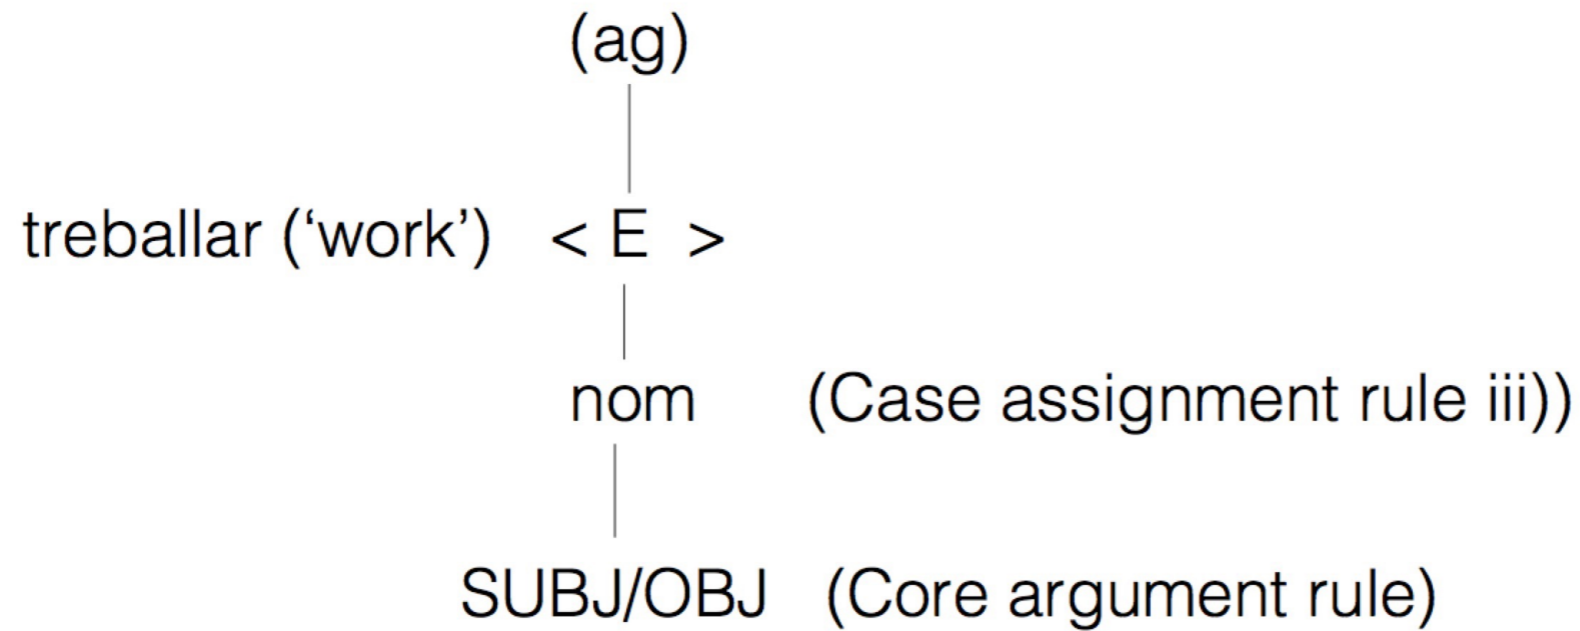 (ag)
treballar (‘work’) < E >
nom (Case assignment rule iii))
SUBJ/OBJ (Core argument rule)